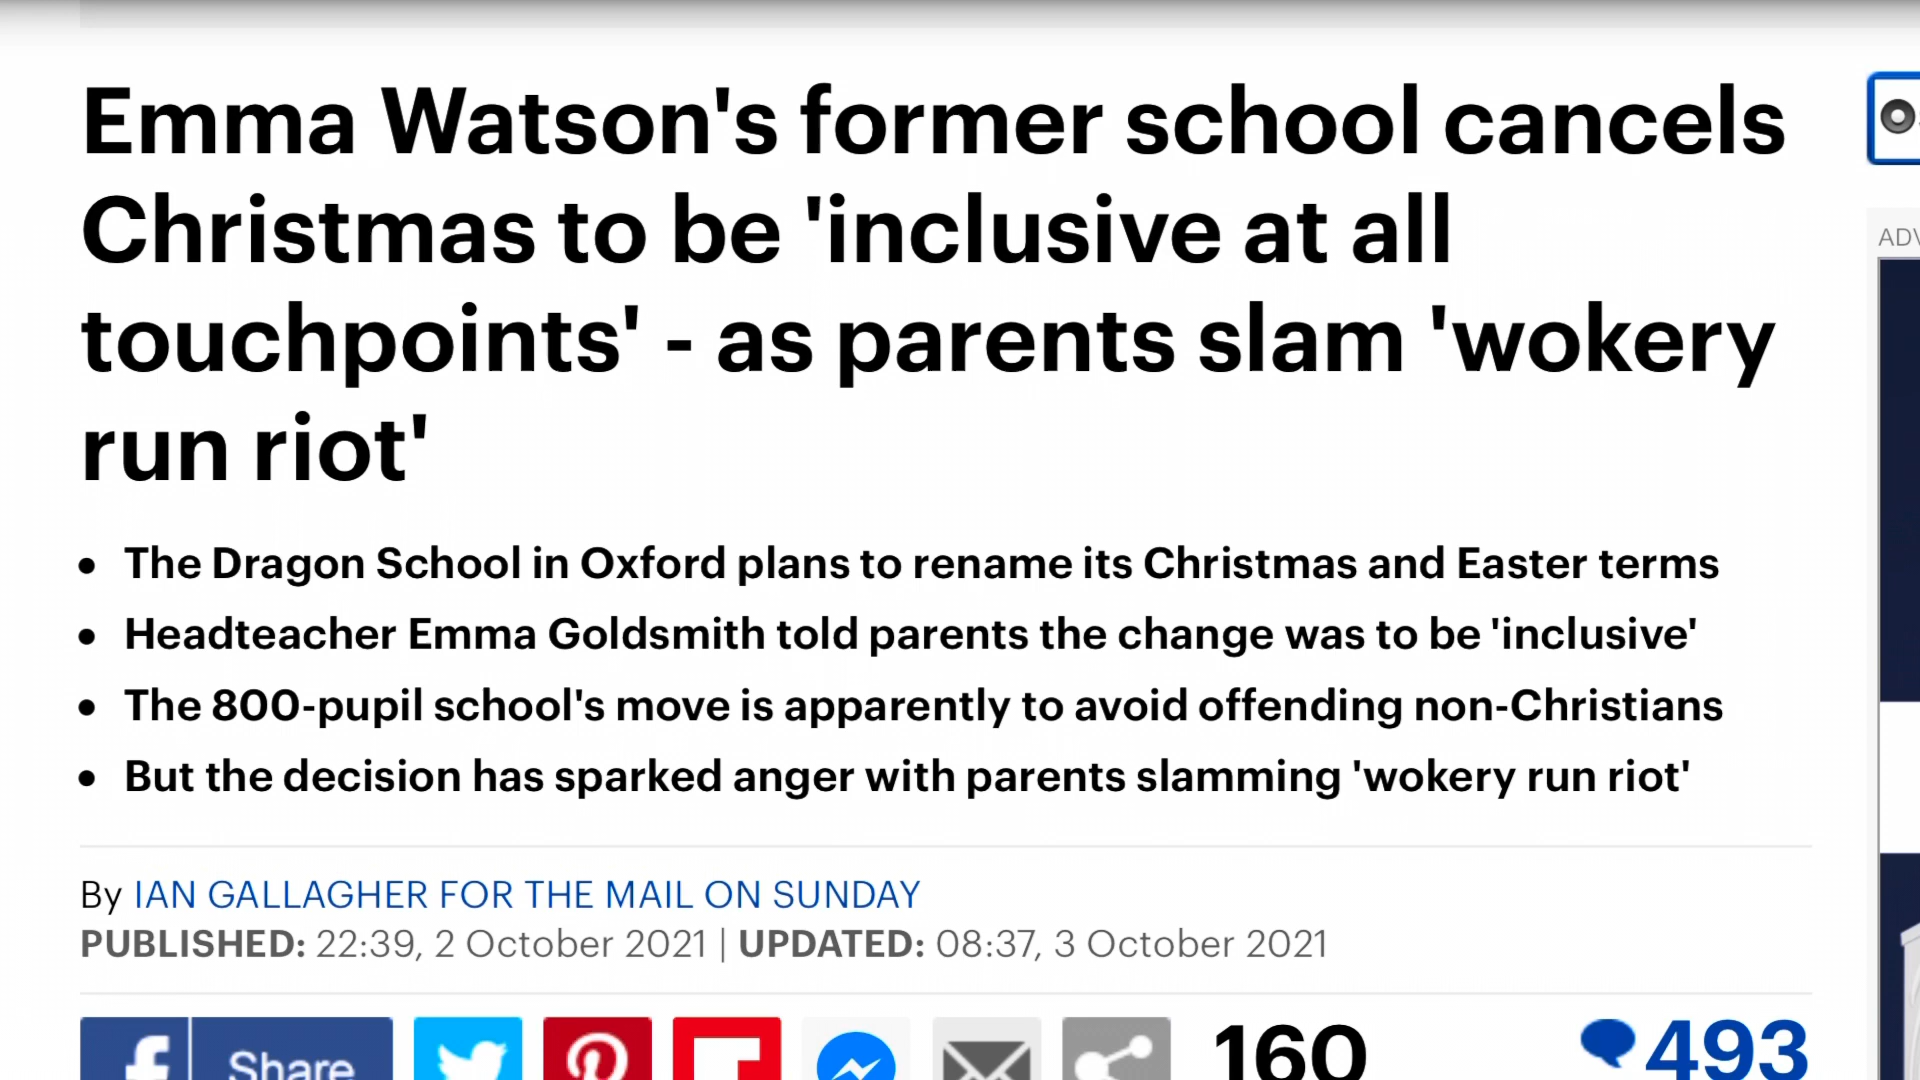 Emma Watson's former school cancels
Christmas to be 'inclusive at all
touchpoints' - as parents slam 'wokery
run riot'
• The Dragon School in Oxford plans to rename its Christmas and Easter terms
• Headteacher Emma Goldsmith told parents the change was to be 'inclusive'
• The 800-pupil school's move is apparently to avoid offending non-Christians
• But the decision has sparked anger with parents slamming 'wokery run riot'
By IAN GALLAGHER FOR THE MAIL ON SUNDAY
PUBLISHED: 22:39, 2 October 2021 | UPDATED: 08:37, 3 October 2021
Share
160
493